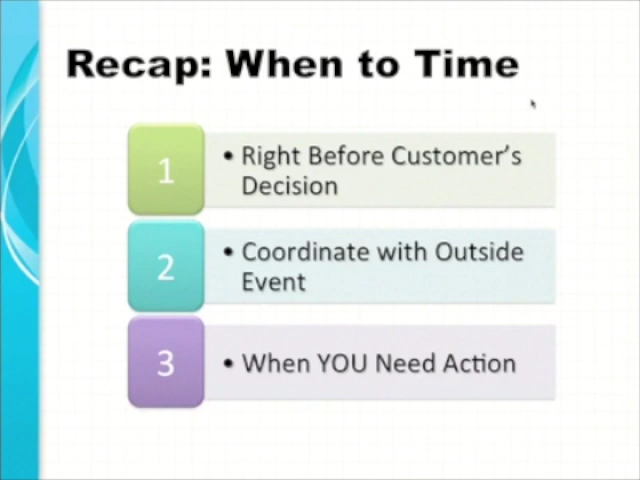 Recap: When to Time
1
• Right Before Customer’s
Decision
2
• Coordinate with Outside
Event
3
• When YOU Need Action